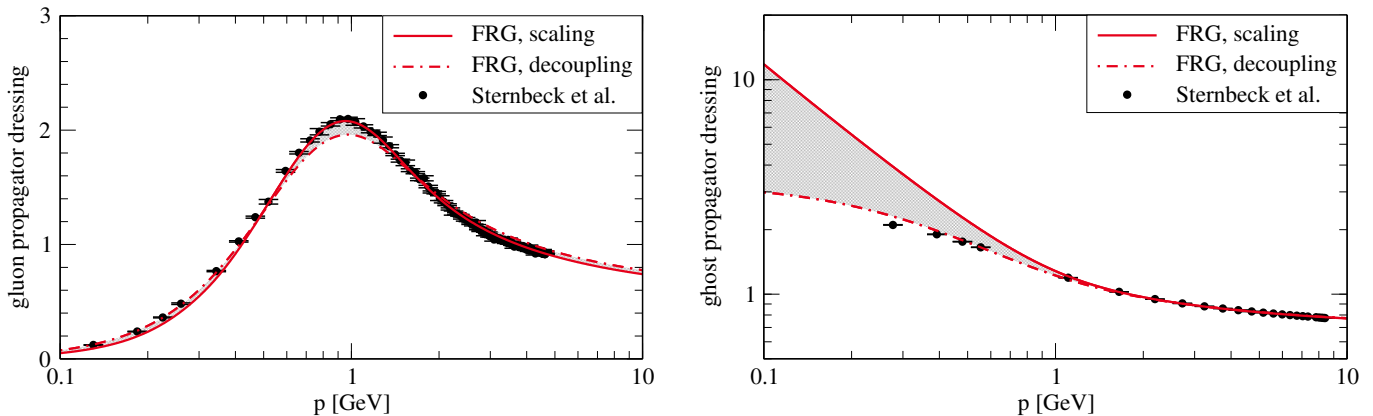 3
2
1
0
0.1
1
10
gluon propagator dressing
p [GeV]
FRG, scaling
FRG, decoupling
Sternbeck et al.
10
1
0.1
1
10
ghost propagator dressing
p [GeV]
FRG, scaling
FRG, decoupling
Sternbeck et al.